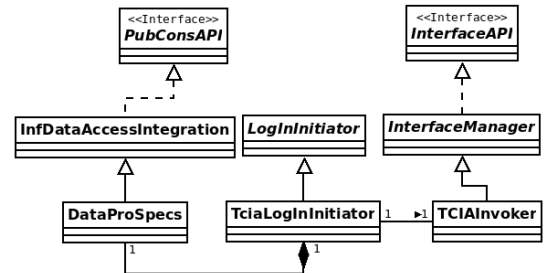 <<Interface>>
PubConsAPI
<<Interface>>
InterfaceAPI
InfDataAccessIntegration
LogInInitiator
InterfaceManager
DataProSpecs
TciaLogInInitiator
1
1
TCIAInvoker
1
1